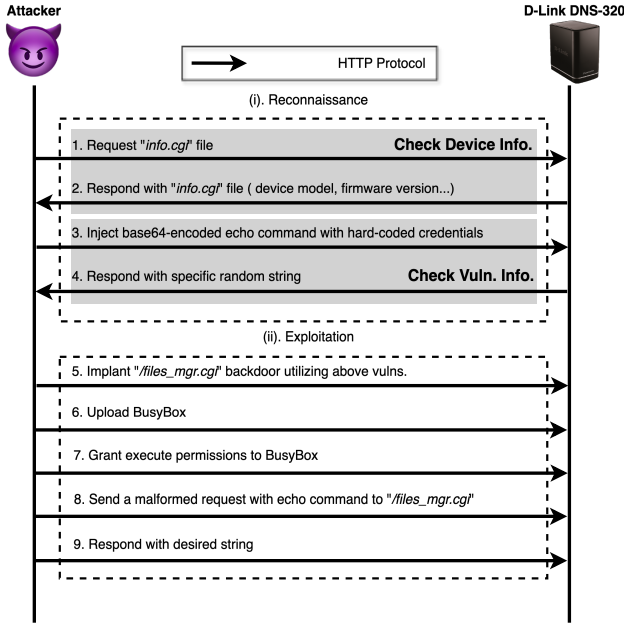 Attacker
D-Link DNS-320
HTTP Protocol
(i). Reconnaissance
1. Request "info.cgi" file
Check Device Info.
2. Respond with "info.cgi" file ( device model, firmware version...)
3. Inject base64-encoded echo command with hard-coded credentials
4. Respond with specific random string
Check Vuln. Info.
(ii). Exploitation
5. Implant "/files_mgr.cgi" backdoor utilizing above vulns.
6. Upload BusyBox
7. Grant execute permissions to BusyBox
8. Send a malformed request with echo command to "/files_mgr.cgi"
9. Respond with desired string